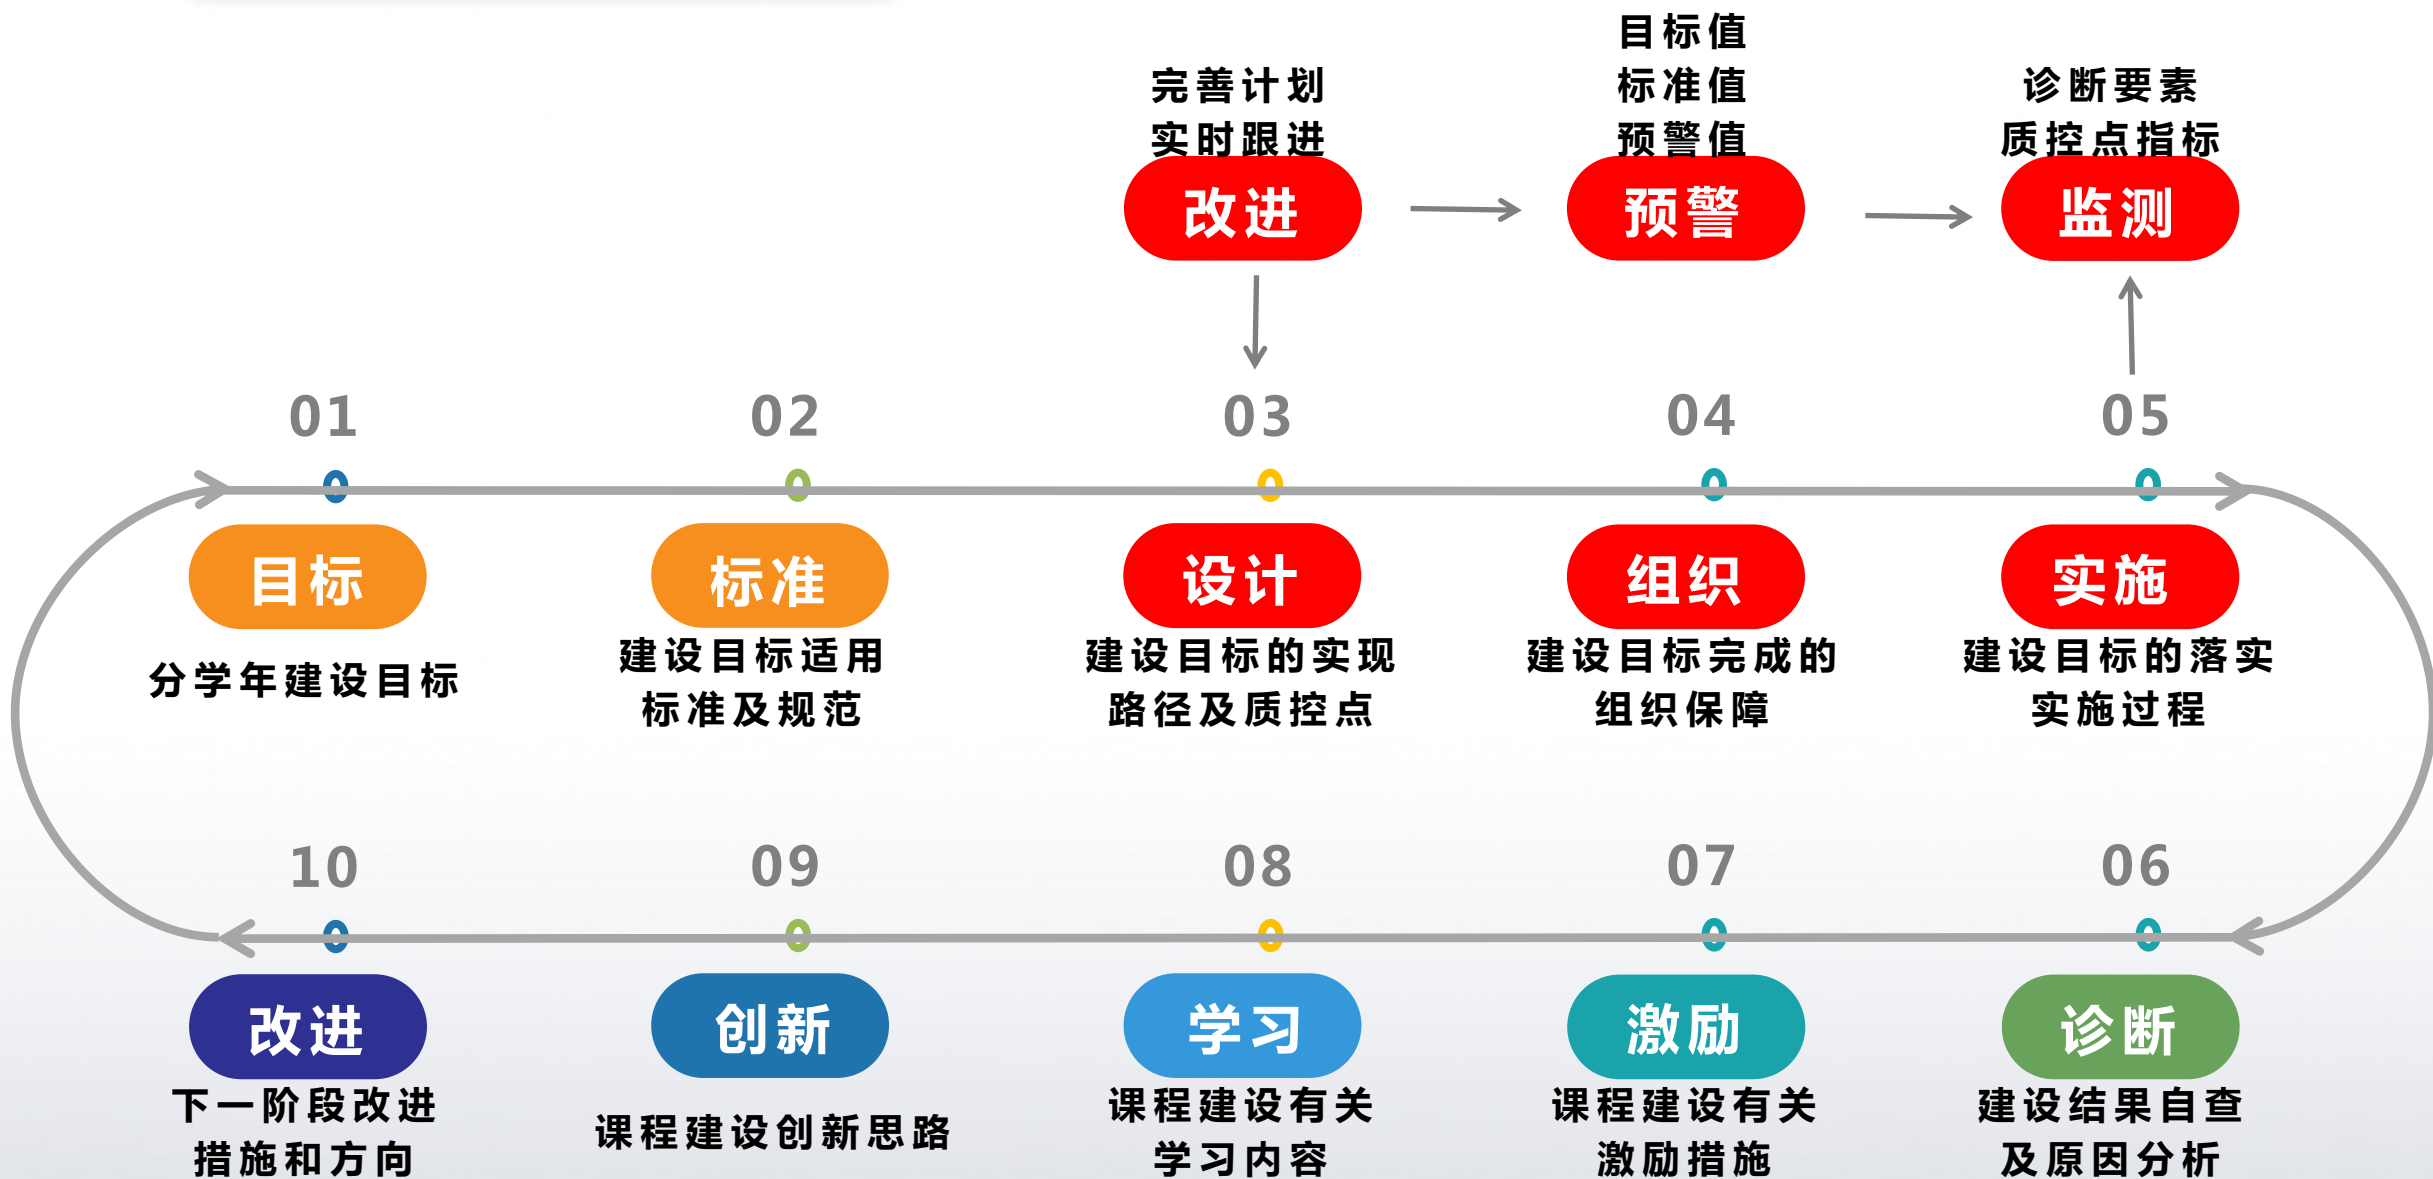 目标值
完善计划
标准值
诊断要素
实时跟进
预警值
质控点指标
改进
预警
监测
01
02
03
04
05
目标
标准
设计
组织
实施
分学年建设目标
建设目标适用
标准及规范
建设目标的实现
路径及质控点
建设目标完成的
组织保障
建设目标的落实
实施过程
10
09
08
07
06
改进
创新
学习
激励
诊断
下一阶段改进
措施和方向
课程建设创新思路
课程建设有关
学习内容
课程建设有关
激励措施
建设结果自查
及原因分析